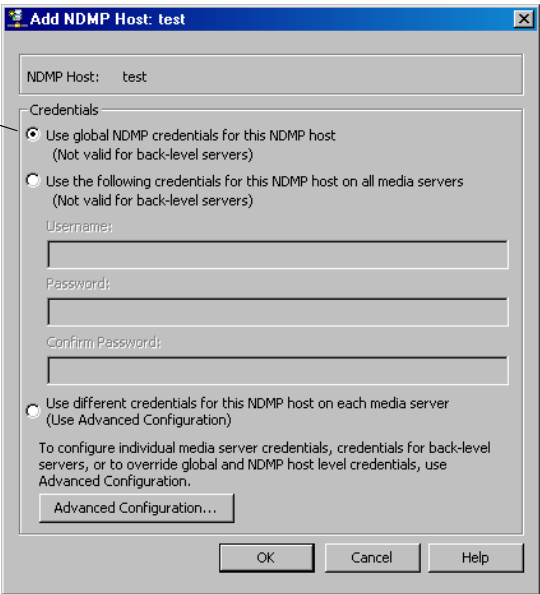 Add NDMP Host: test
NDMP Host: test
Credentials
Use global NDMP credentials for this NDMP host
(Not valid for back-level servers)
Use the following credentials for this NDMP host on all media servers
(Not valid for back-level servers)
Username:
Password:
Confirm Password:
Use different credentials for this NDMP host on each media server
(Use Advanced Configuration)
To configure individual media server credentials, credentials for back-level
servers, or to override global and NDMP host level credentials, use
Advanced Configuration.
Advanced Configuration...
OK Cancel Help